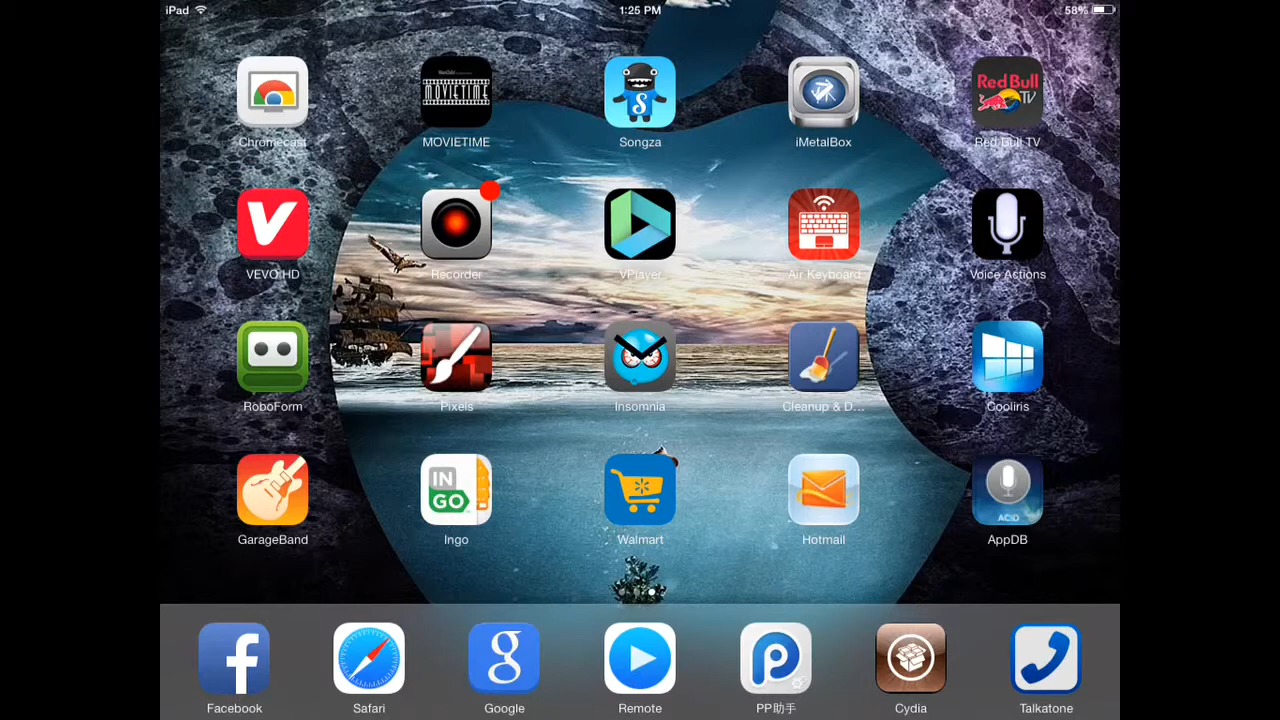 iPad 1:25 PM 58%
MOVIETIME
S
Red Bull
TV
Chromecast MOVIETIME Songza iMetalBox Red Bull TV
V
VEVO HD Recorder VPlayer Air Keyboard Voice Actions
RoboForm Pixels Insomnia Cleanup & D... Cooliris
IN
GO
ACID
GarageBand Ingo Walmart Hotmail AppDB
f g P
Facebook Safari Google Remote PP助手 Cydia Talkatone